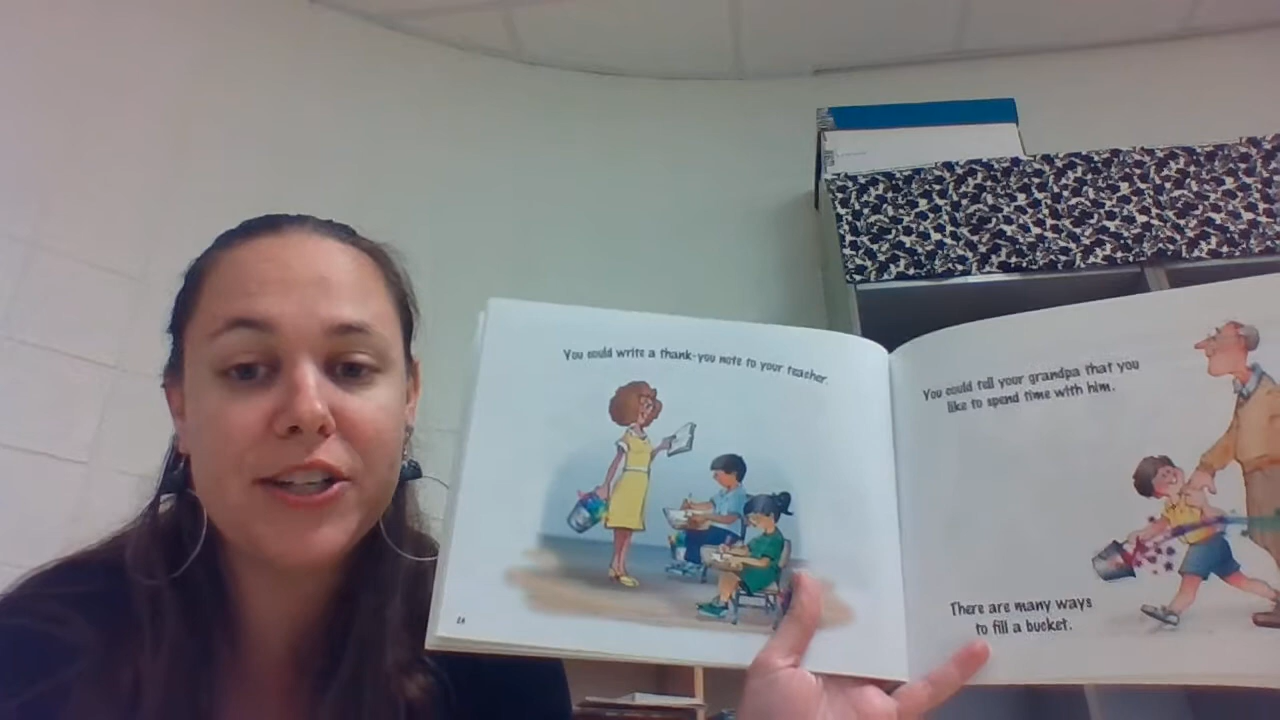 You could write a thank-you note to your teacher.
You could tell your grandpa that you
like to spend time with him.
There are many ways
to fill a bucket.